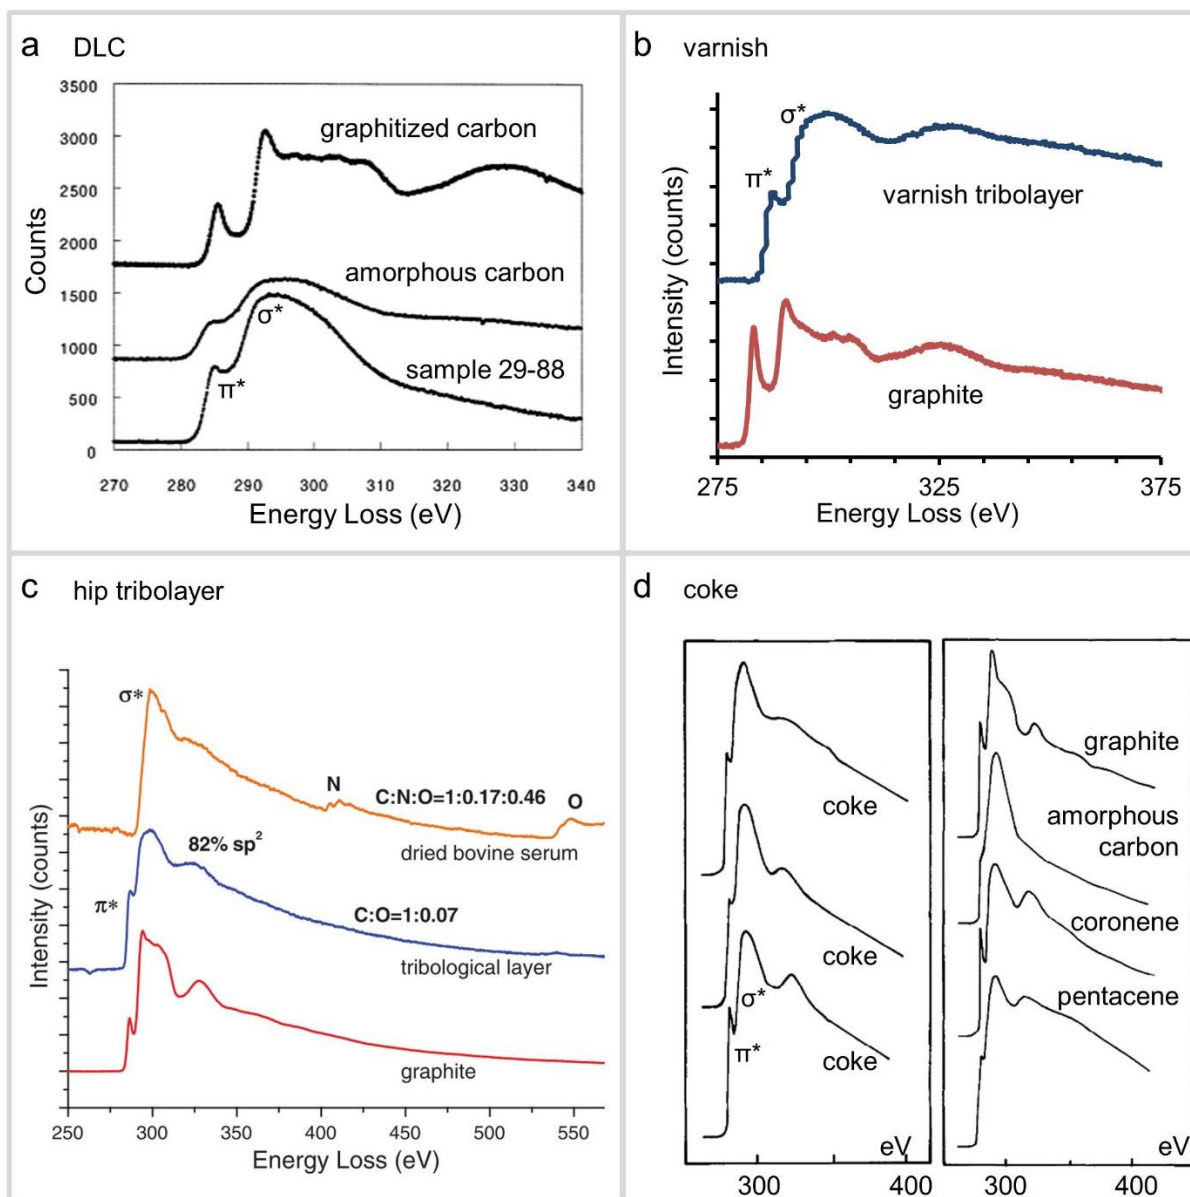 a DLC
3500
3000
2500
2000
1500
1000
500
0
Counts
graphitized carbon
amorphous carbon
σ*
sample 29-88
π*
270 280 290 300 310 320 330 340
Energy Loss (eV)
b varnish
Intensity (counts)
σ*
π*
varnish tribolayer
graphite
275 325 375
Energy Loss (eV)
c hip tribolayer
Intensity (counts)
σ*
N
C:N:O=1:0.17:0.46
O
dried bovine serum
82% sp²
π*
C:O=1:0.07
tribological layer
graphite
250 300 350 400 450 500 550
Energy Loss (eV)
d coke
coke
coke
σ*
π*
coke
eV
300 400
graphite
amorphous
carbon
coronene
pentacene
eV
300 400